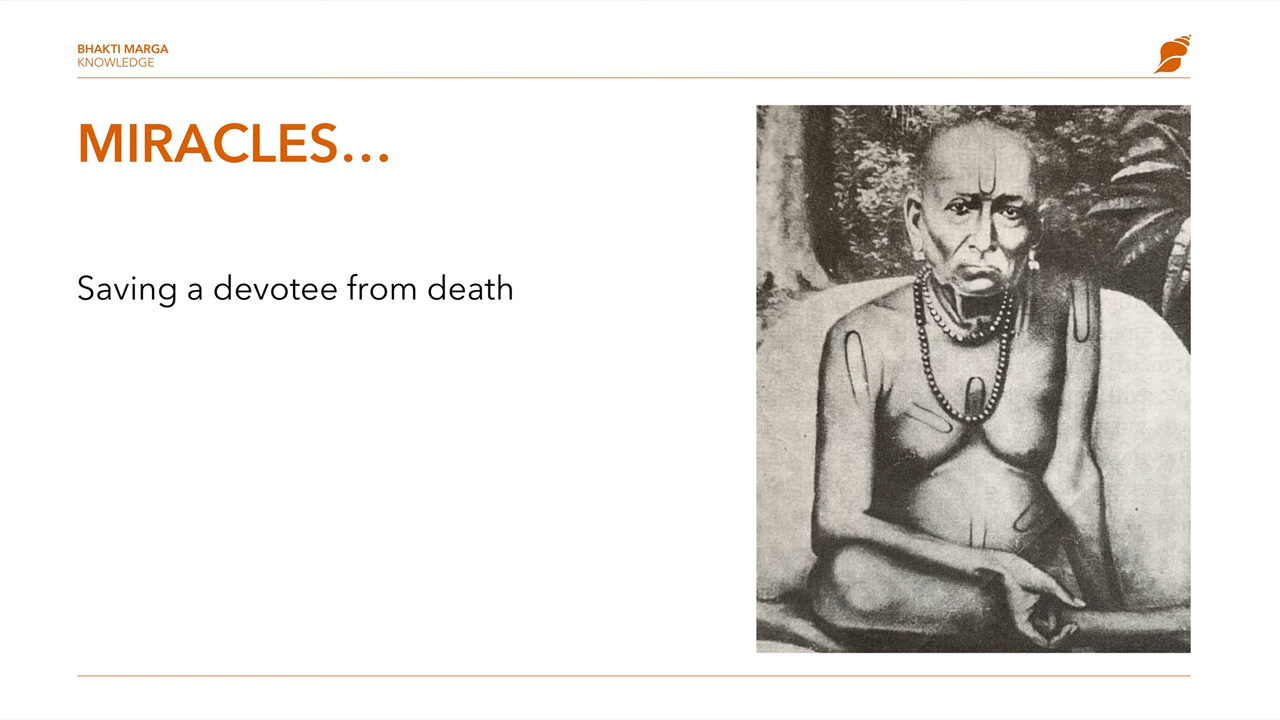 BHAKTI MARGA
KNOWLEDGE
MIRACLES...
Saving a devotee from death